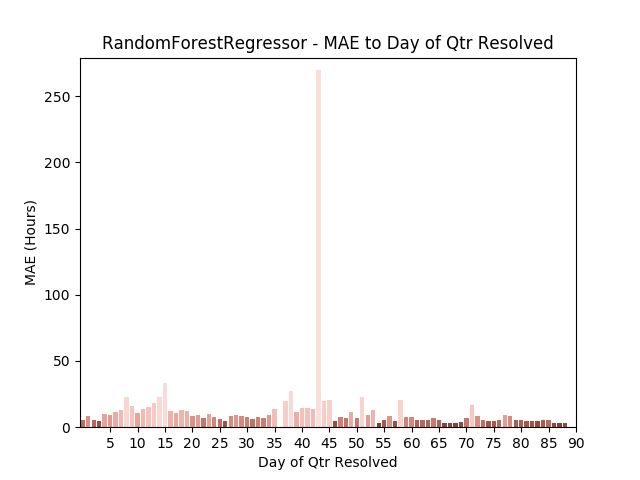 RandomForestRegressor - MAE to Day of Qtr Resolved
250
200
150
100
50
0
MAE (Hours)
5 10 15 20 25 30 35 40 45 50 55 60 65 70 75 80 85 90
Day of Qtr Resolved